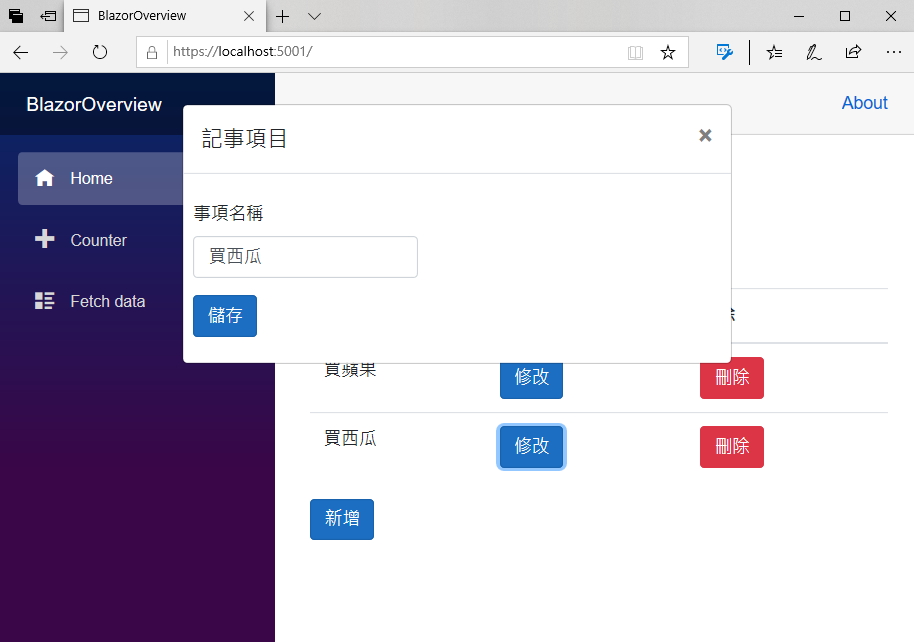 BlazorOverview
https://localhost:5001/
BlazorOverview
About
記事項目
Home
事項名稱
Counter
買西瓜
Fetch data
儲存
買蘋果
修改
刪除
買西瓜
修改
刪除
新增